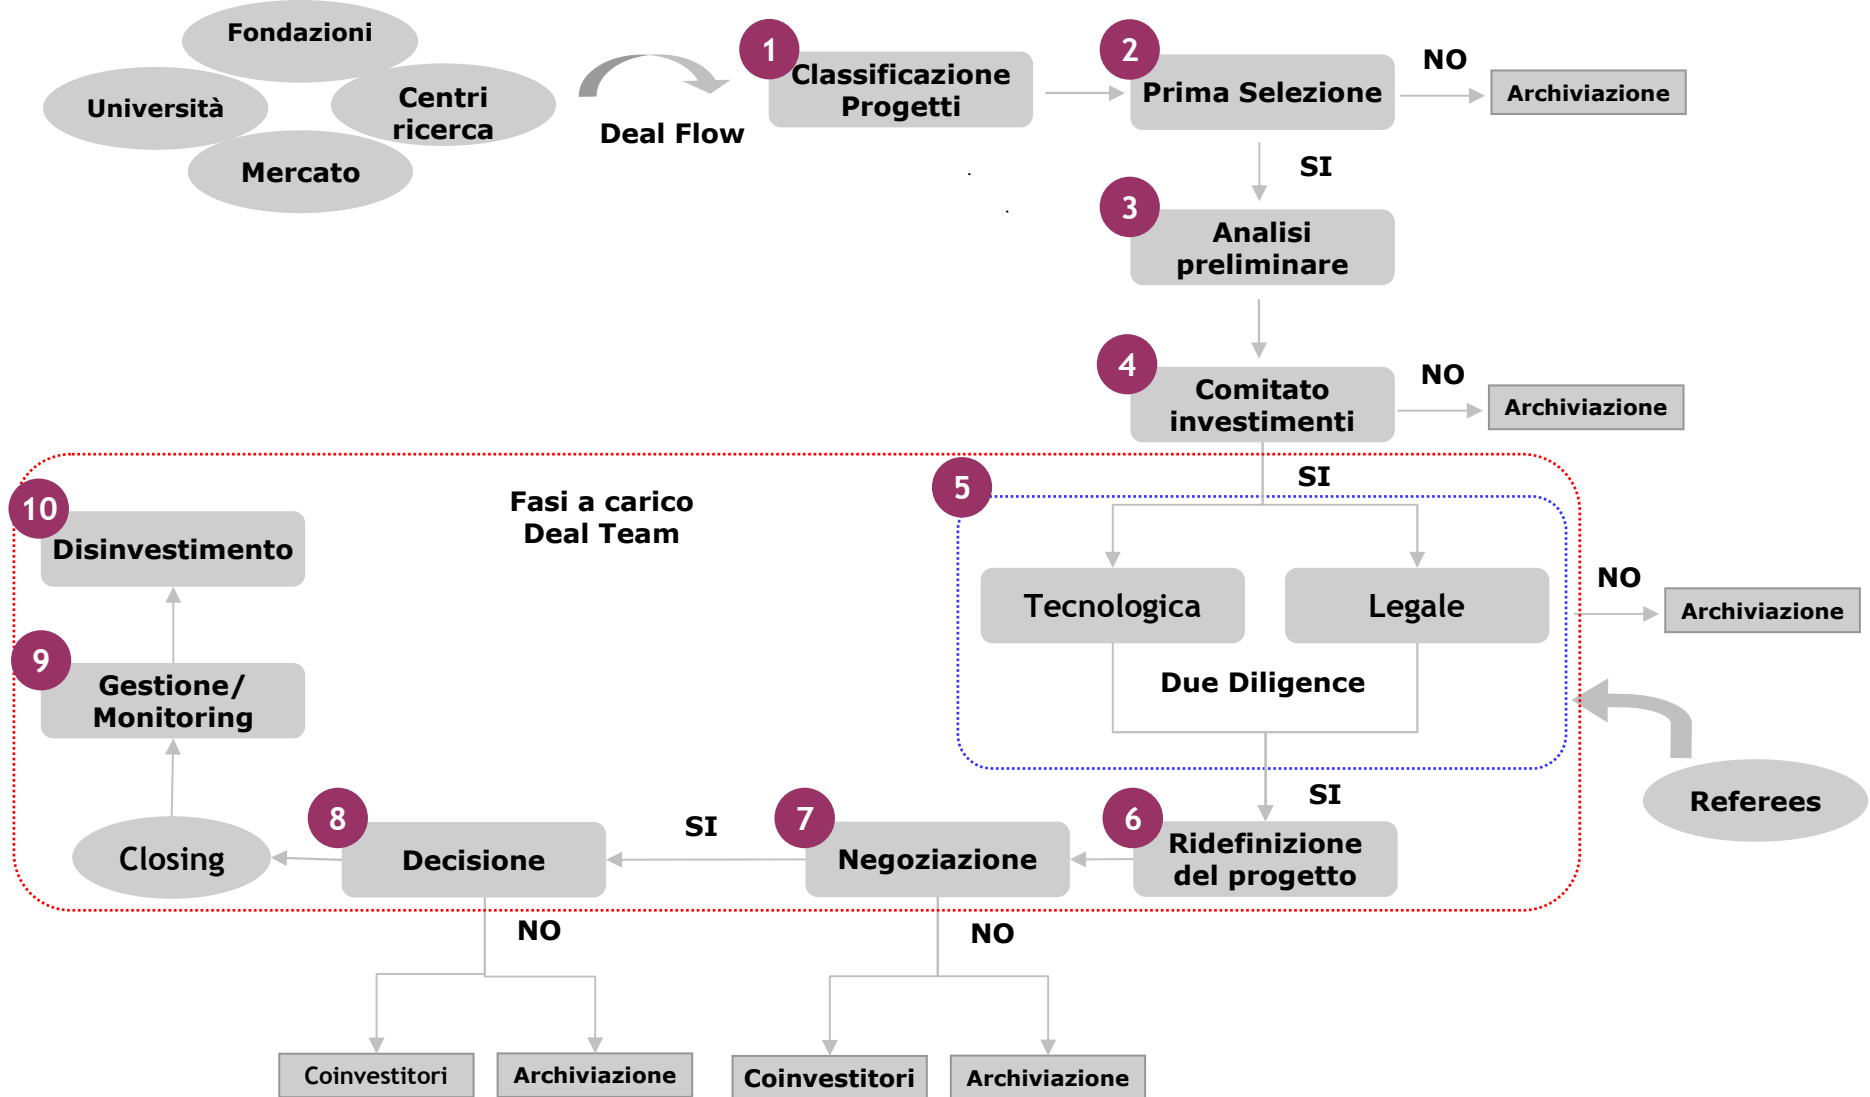 Fondazioni
Università
Centri
ricerca
Mercato
Deal Flow
1
Classificazione
Progetti
2
Prima Selezione
NO
Archiviazione
SI
3
Analisi
preliminare
4
Comitato
investimenti
NO
Archiviazione
SI
Fasi a carico
Deal Team
5
Tecnologica
Legale
Due Diligence
NO
Archiviazione
Referees
SI
6
Ridefinizione
del progetto
7
Negoziazione
SI
8
Decisione
Closing
9
Gestione/
Monitoring
10
Disinvestimento
NO
Coinvestitori
Archiviazione
NO
Coinvestitori
Archiviazione